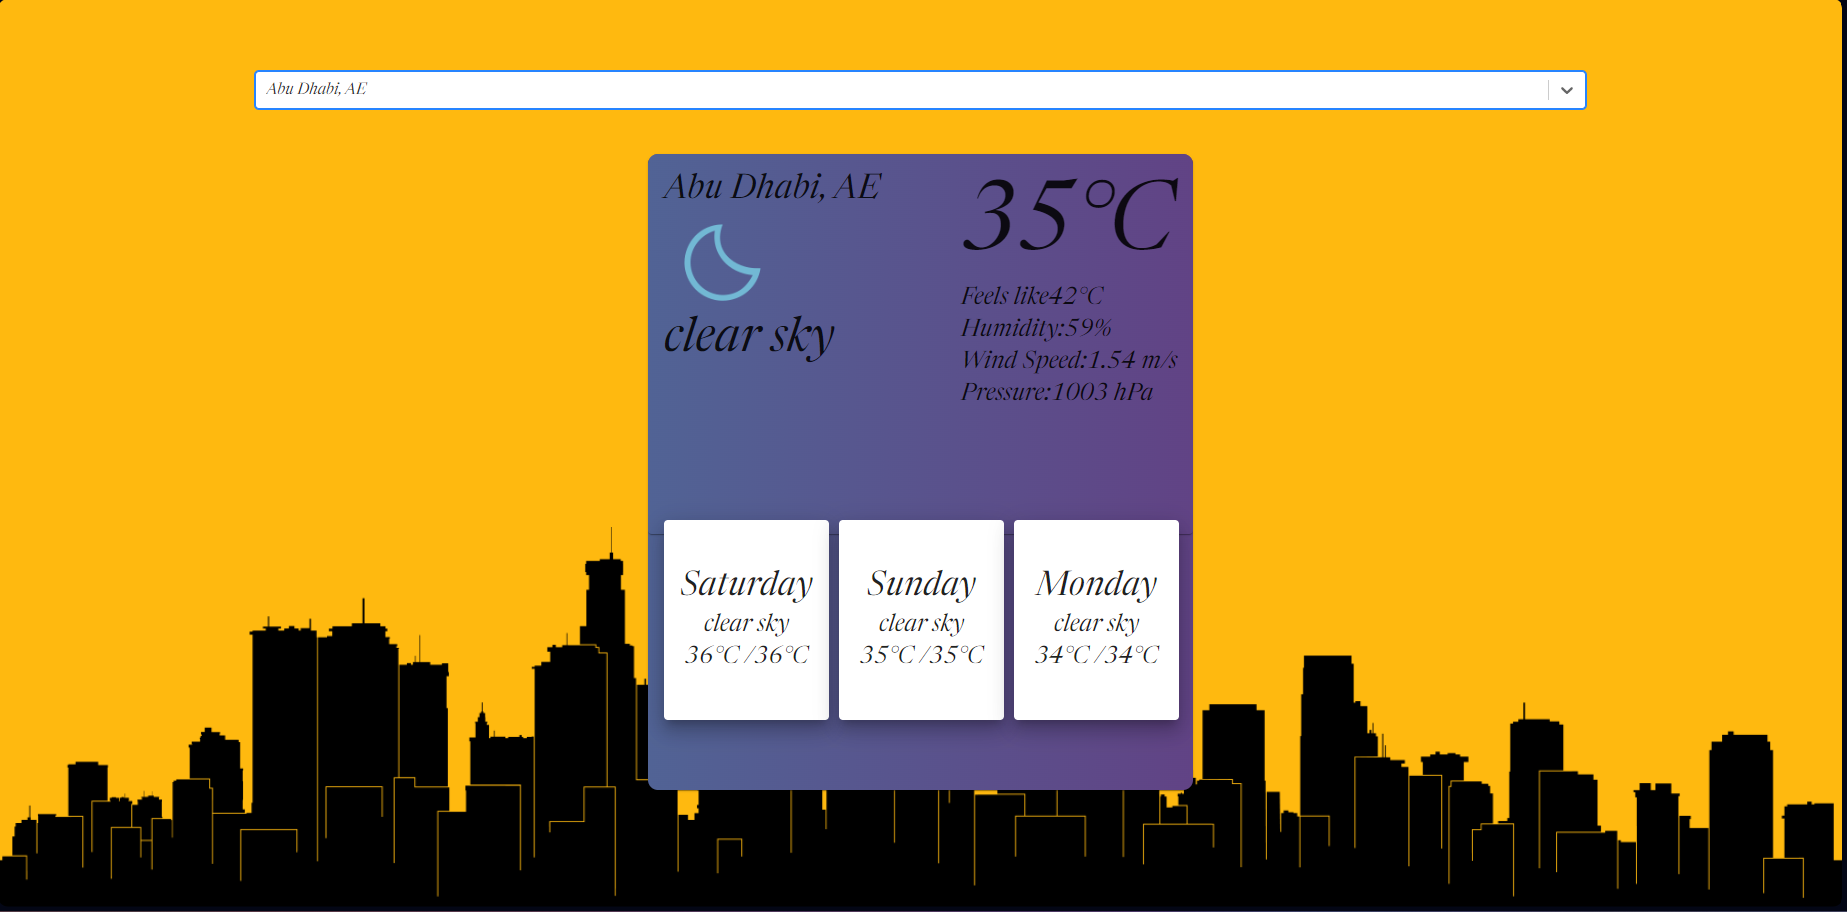 Abu Dhabi, AE
Abu Dhabi, AE
clear sky
35°C
Feels like42°C
Humidity:59%
Wind Speed:1.54 m/s
Pressure:1003 hPa
Saturday
clear sky
36°C /36°C
Sunday
clear sky
35°C /35°C
Monday
clear sky
34°C /34°C